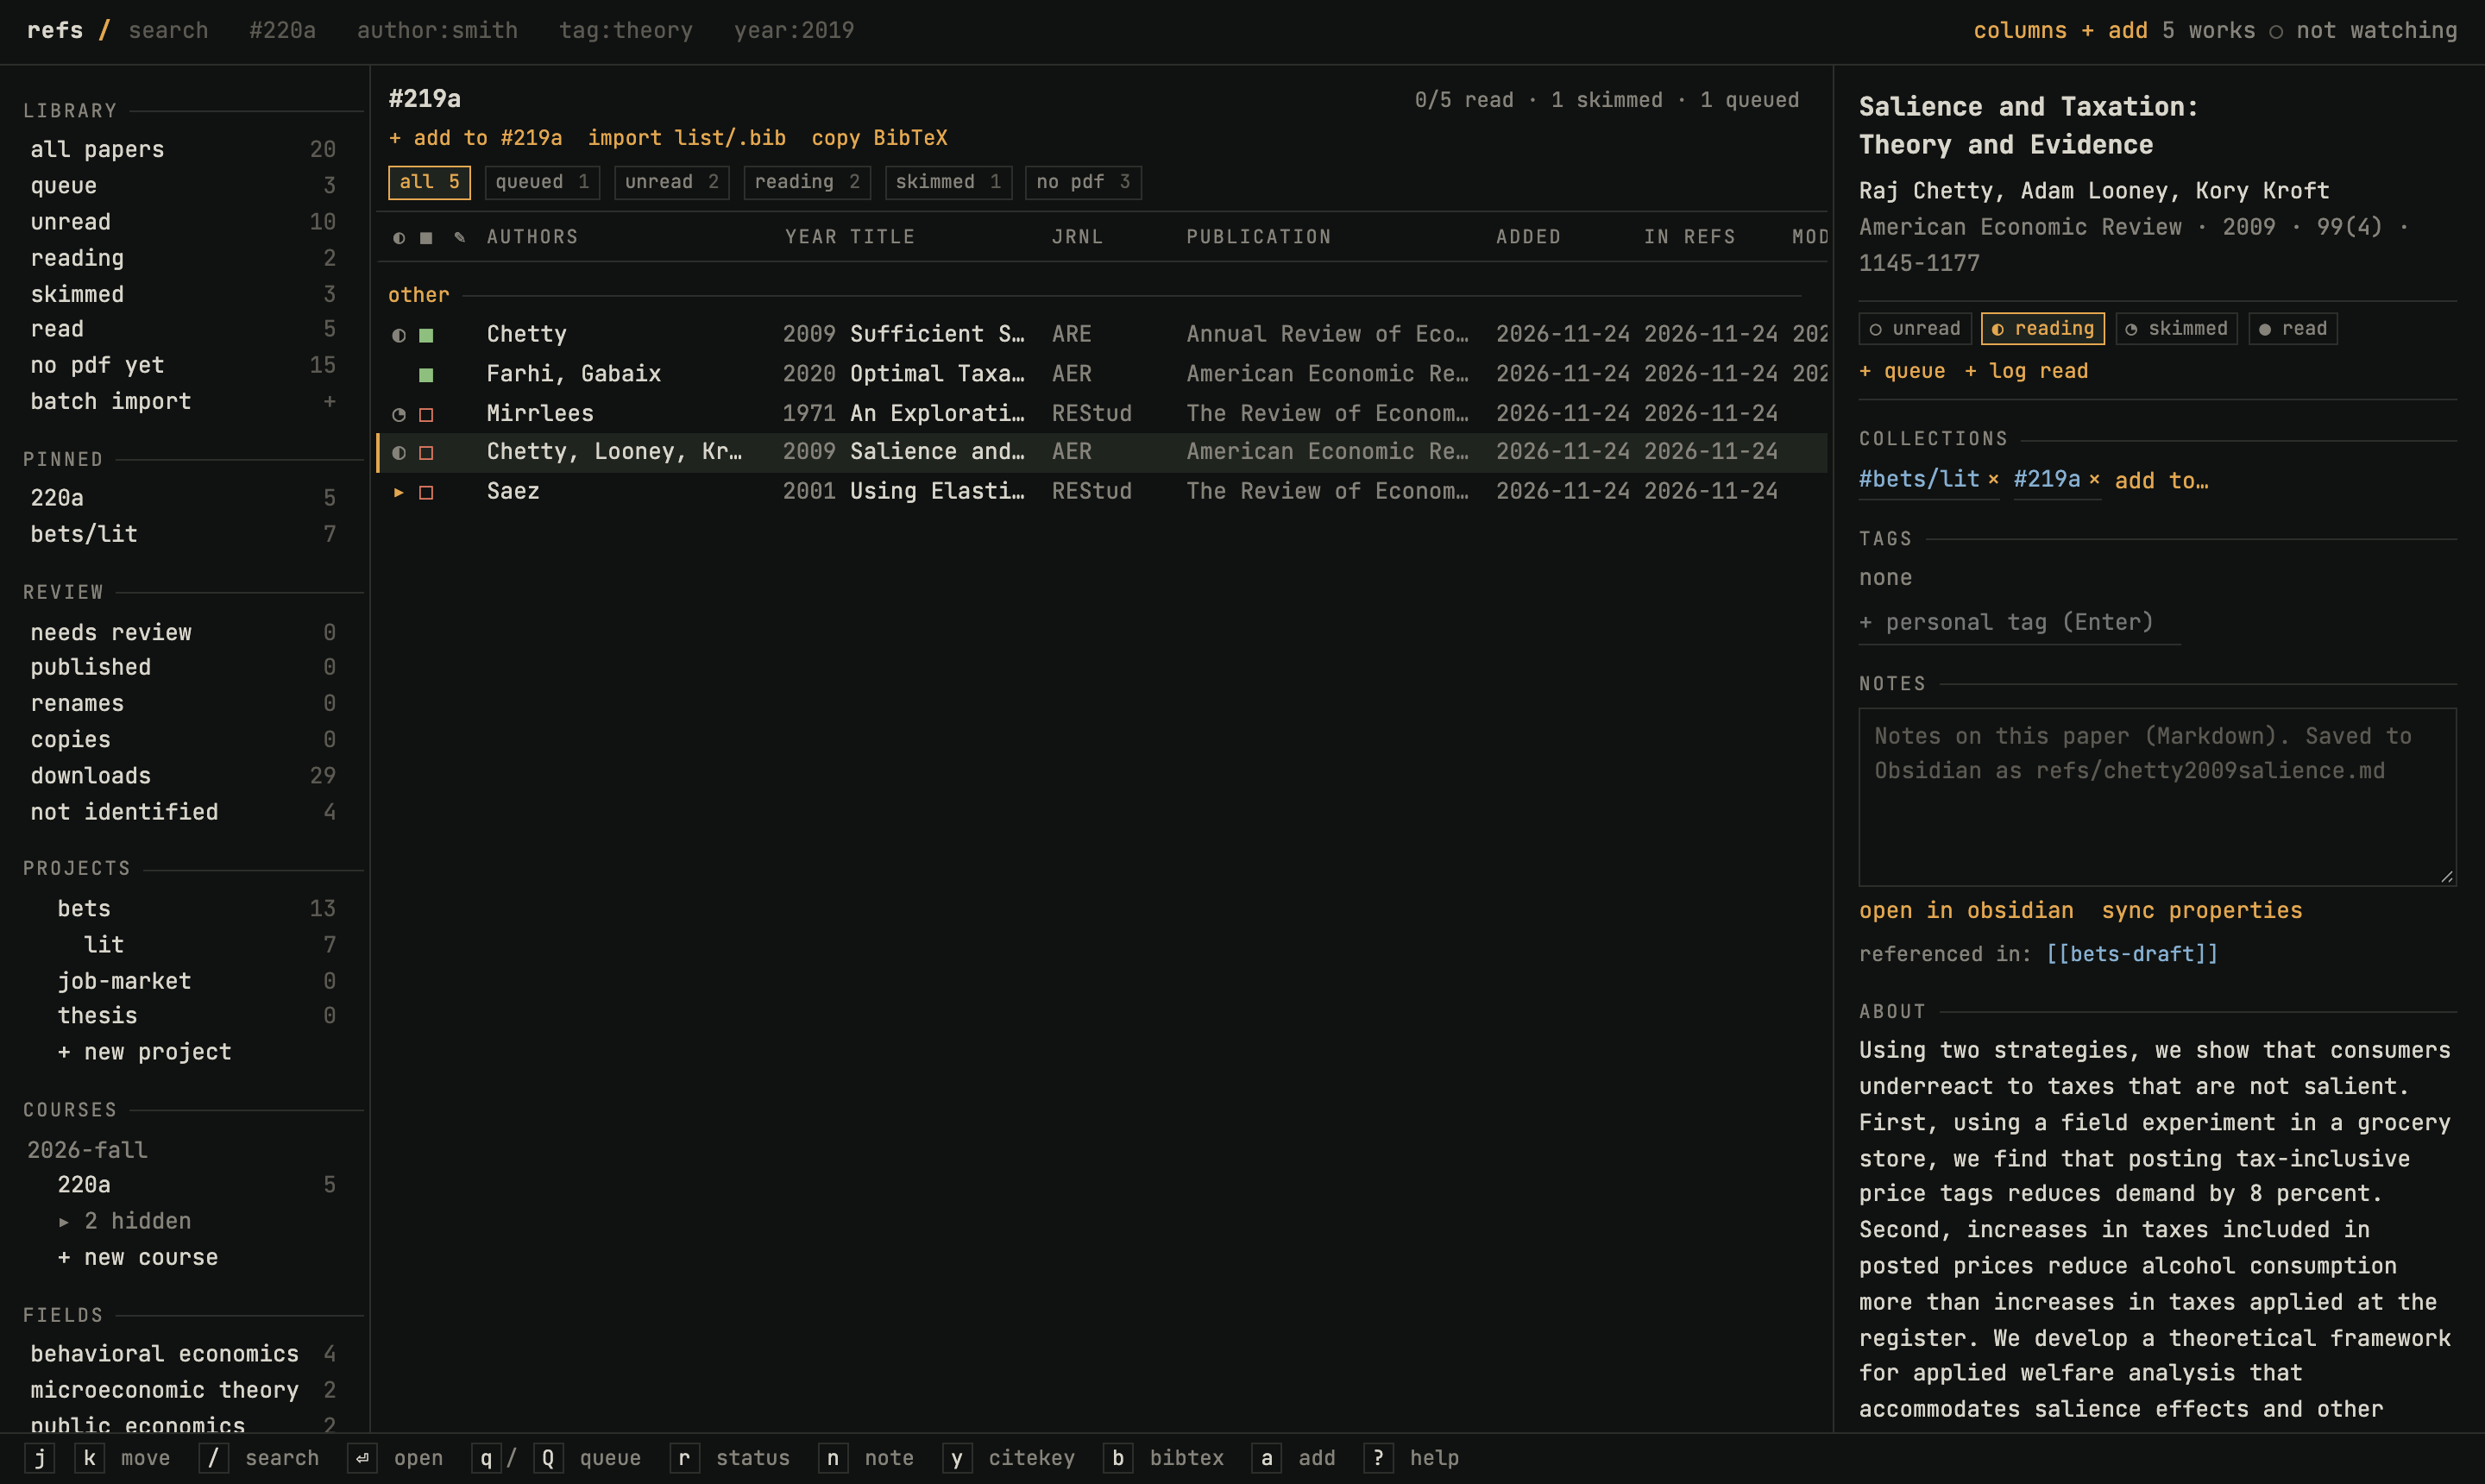 refs / search #220a author:smith tag:theory year:2019
columns + add 5 works ○ not watching
LIBRARY
all papers 20
queue 3
unread 10
reading 2
skimmed 3
read 5
no pdf yet 15
batch import +
PINNED
220a 5
bets/lit 7
REVIEW
needs review 0
published 0
renames 0
copies 0
downloads 29
not identified 4
PROJECTS
bets 13
lit 7
job-market 0
thesis 0
+ new project
COURSES
2026-fall
220a 5
▸ 2 hidden
+ new course
FIELDS
behavioral economics 4
microeconomic theory 2
public economics 2
#219a
0/5 read · 1 skimmed · 1 queued
+ add to #219a import list/.bib copy BibTeX
all 5 queued 1 unread 2 reading 2 skimmed 1 no pdf 3
◐ ■ ✎ AUTHORS YEAR TITLE JRNL PUBLICATION ADDED IN REFS MOD
other
◐ ■ Chetty 2009 Sufficient S… ARE Annual Review of Eco… 2026-11-24 2026-11-24 202
■ Farhi, Gabaix 2020 Optimal Taxa… AER American Economic Re… 2026-11-24 2026-11-24 202
◔ □ Mirrlees 1971 An Explorati… REStud The Review of Econom… 2026-11-24 2026-11-24
◐ □ Chetty, Looney, Kr… 2009 Salience and… AER American Economic Re… 2026-11-24 2026-11-24
▸ □ Saez 2001 Using Elasti… REStud The Review of Econom… 2026-11-24 2026-11-24
Salience and Taxation:
Theory and Evidence
Raj Chetty, Adam Looney, Kory Kroft
American Economic Review · 2009 · 99(4) ·
1145-1177
○ unread ◐ reading ◔ skimmed ● read
+ queue + log read
COLLECTIONS
#bets/lit × #219a × add to…
TAGS
none
+ personal tag (Enter)
NOTES
Notes on this paper (Markdown). Saved to
Obsidian as refs/chetty2009salience.md
open in obsidian sync properties
referenced in: [[bets-draft]]
ABOUT
Using two strategies, we show that consumers
underreact to taxes that are not salient.
First, using a field experiment in a grocery
store, we find that posting tax-inclusive
price tags reduces demand by 8 percent.
Second, increases in taxes included in
posted prices reduce alcohol consumption
more than increases in taxes applied at the
register. We develop a theoretical framework
for applied welfare analysis that
accommodates salience effects and other
j k move / search ⏎ open q / Q queue r status n note y citekey b bibtex a add ? help